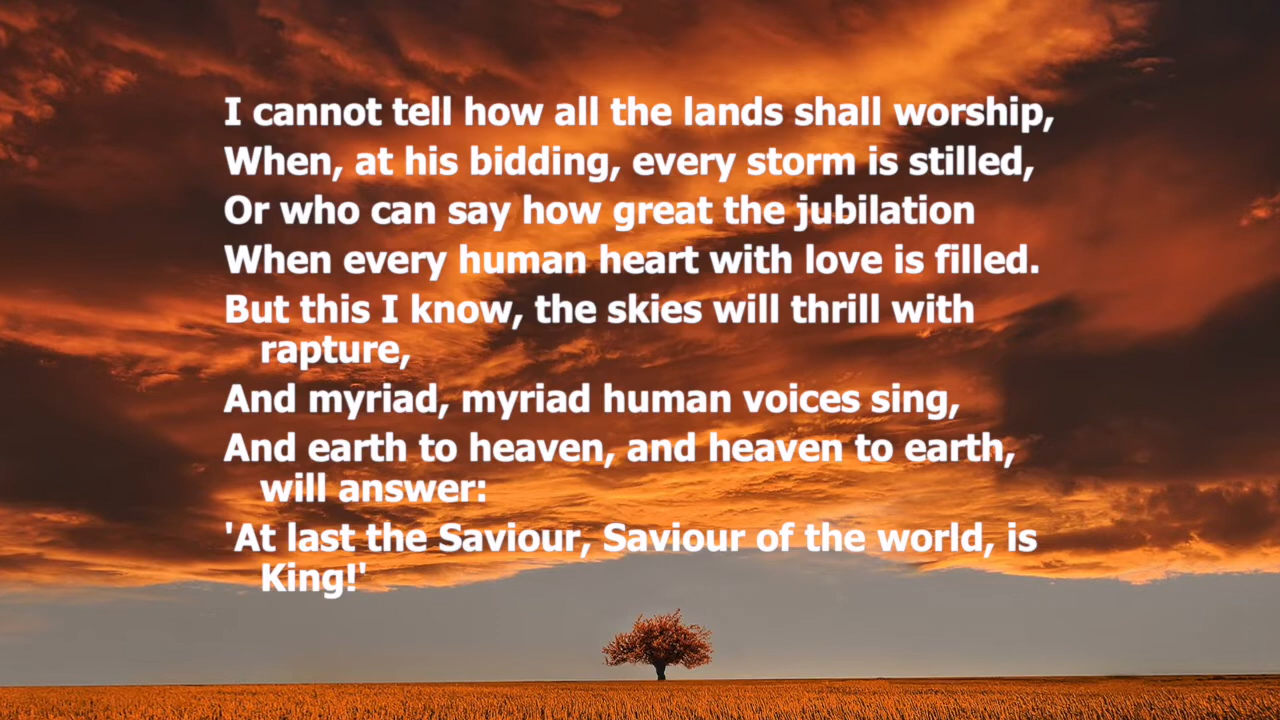 I cannot tell how all the lands shall worship,
When, at his bidding, every storm is stilled,
Or who can say how great the jubilation
When every human heart with love is filled.
But this I know, the skies will thrill with
rapture,
And myriad, myriad human voices sing,
And earth to heaven, and heaven to earth,
will answer:
'At last the Saviour, Saviour of the world, is
King!'